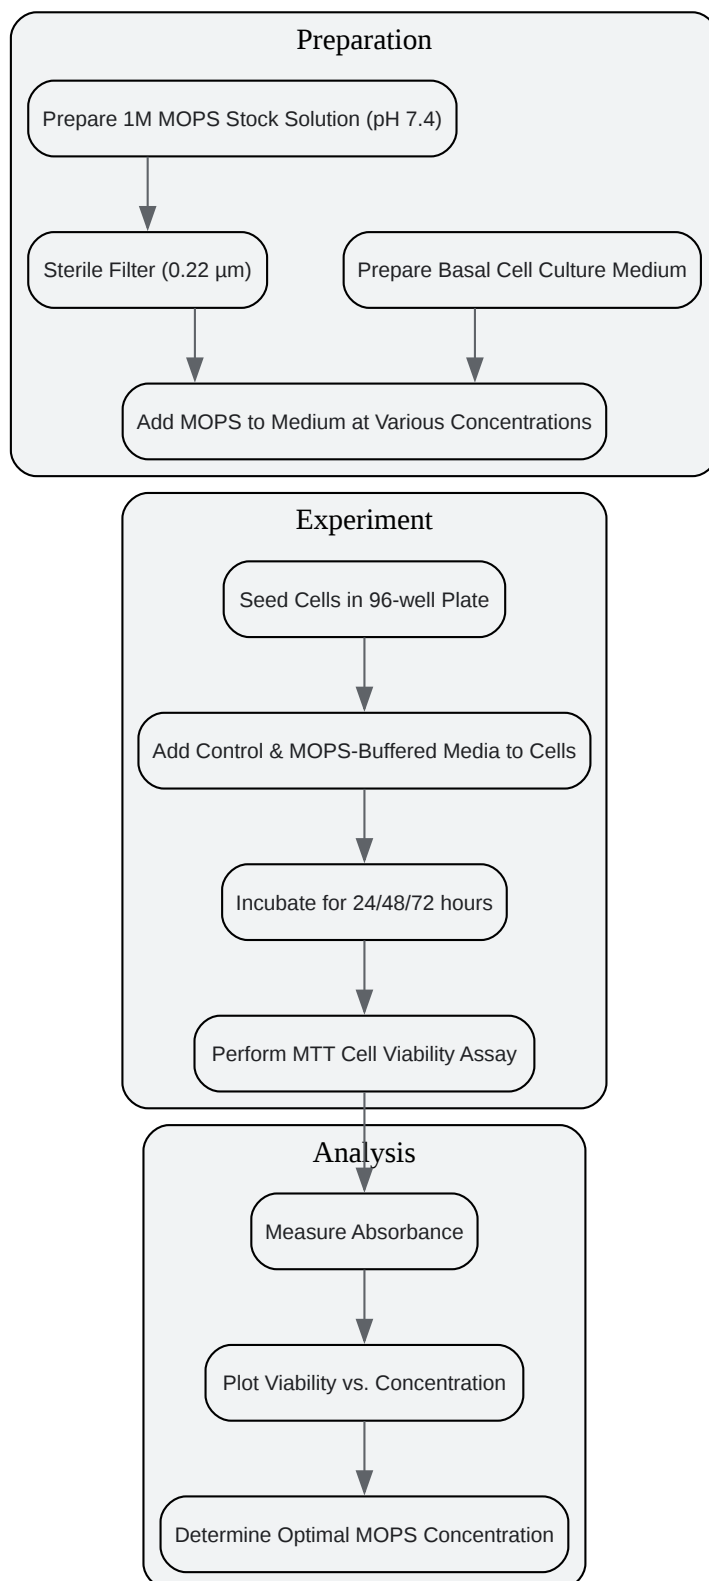 Preparation
Prepare 1M MOPS Stock Solution (pH 7.4)
Sterile Filter (0.22 µm)
Prepare Basal Cell Culture Medium
Add MOPS to Medium at Various Concentrations
Experiment
Seed Cells in 96-well Plate
Add Control & MOPS-Buffered Media to Cells
Incubate for 24/48/72 hours
Perform MTT Cell Viability Assay
Analysis
Measure Absorbance
Plot Viability vs. Concentration
Determine Optimal MOPS Concentration